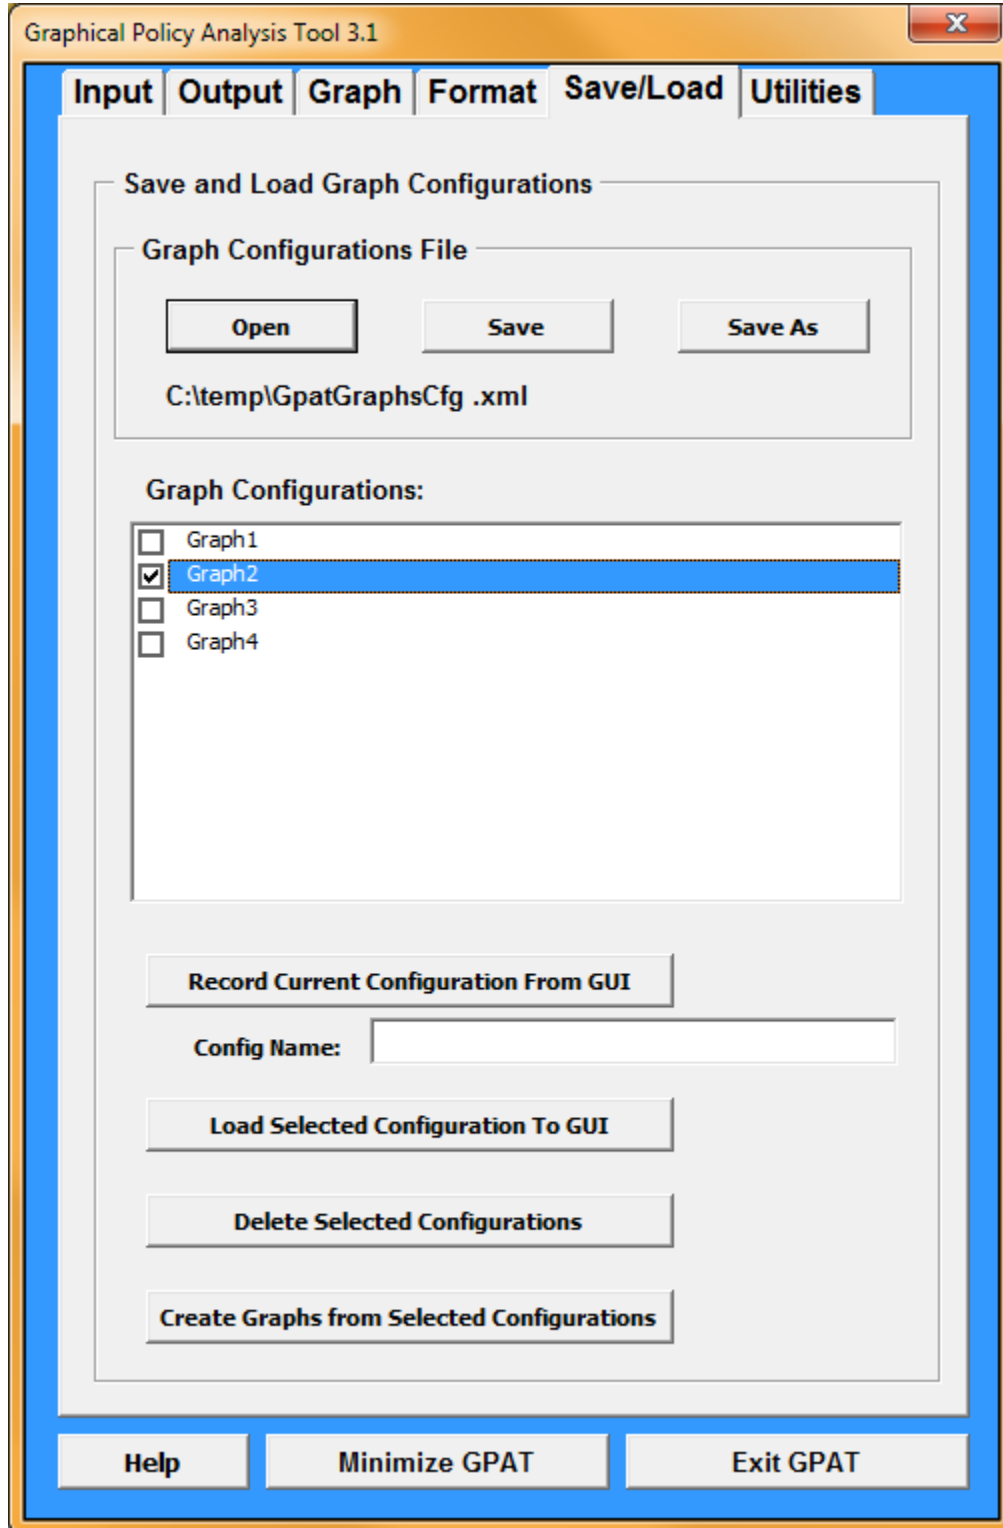 Graphical Policy Analysis Tool 3.1
Input Output Graph Format Save/Load Utilities
Save and Load Graph Configurations
Graph Configurations File
Open Save Save As
C:\temp\GpatGraphsCfg .xml
Graph Configurations:
Graph1
Graph2
Graph3
Graph4
Record Current Configuration From GUI
Config Name:
Load Selected Configuration To GUI
Delete Selected Configurations
Create Graphs from Selected Configurations
Help Minimize GPAT Exit GPAT